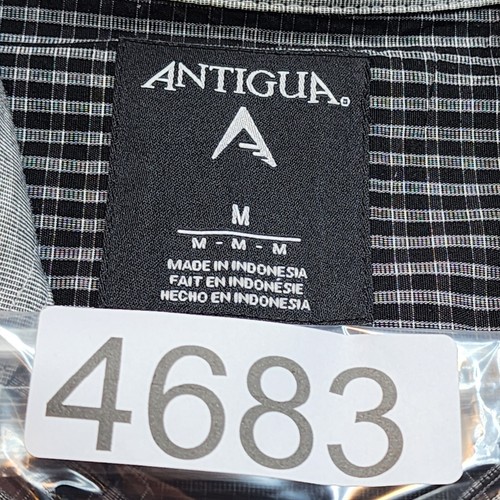 ANTIGUA®
M
M - M - M
MADE IN INDONESIA
FAIT EN INDONÉSIE
HECHO EN INDONESIA
4683